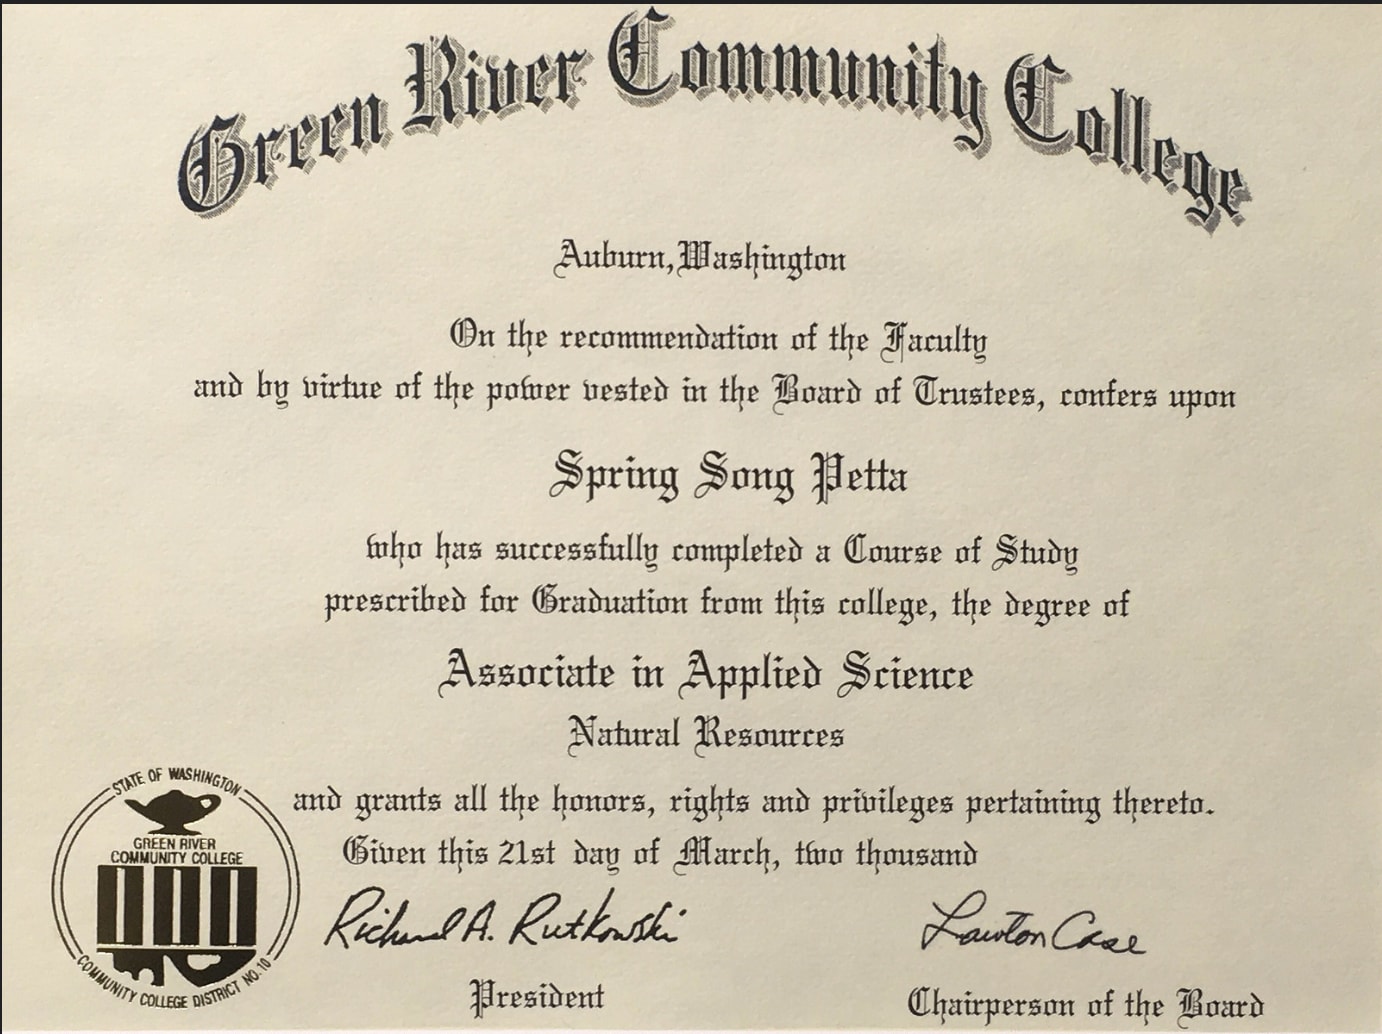 Green River Community College
Auburn, Washington
On the recommendation of the Faculty
and by virtue of the power vested in the Board of Trustees, confers upon
Spring Song Petta
who has successfully completed a Course of Study
prescribed for Graduation from this college, the degree of
Associate in Applied Science
Natural Resources
and grants all the honors, rights and privileges pertaining thereto.
Given this 21st day of March, two thousand
STATE OF WASHINGTON
GREEN RIVER
COMMUNITY COLLEGE
COMMUNITY COLLEGE DISTRICT NO. 10
Richard A. Rutkowski
Lawton Case
President
Chairperson of the Board